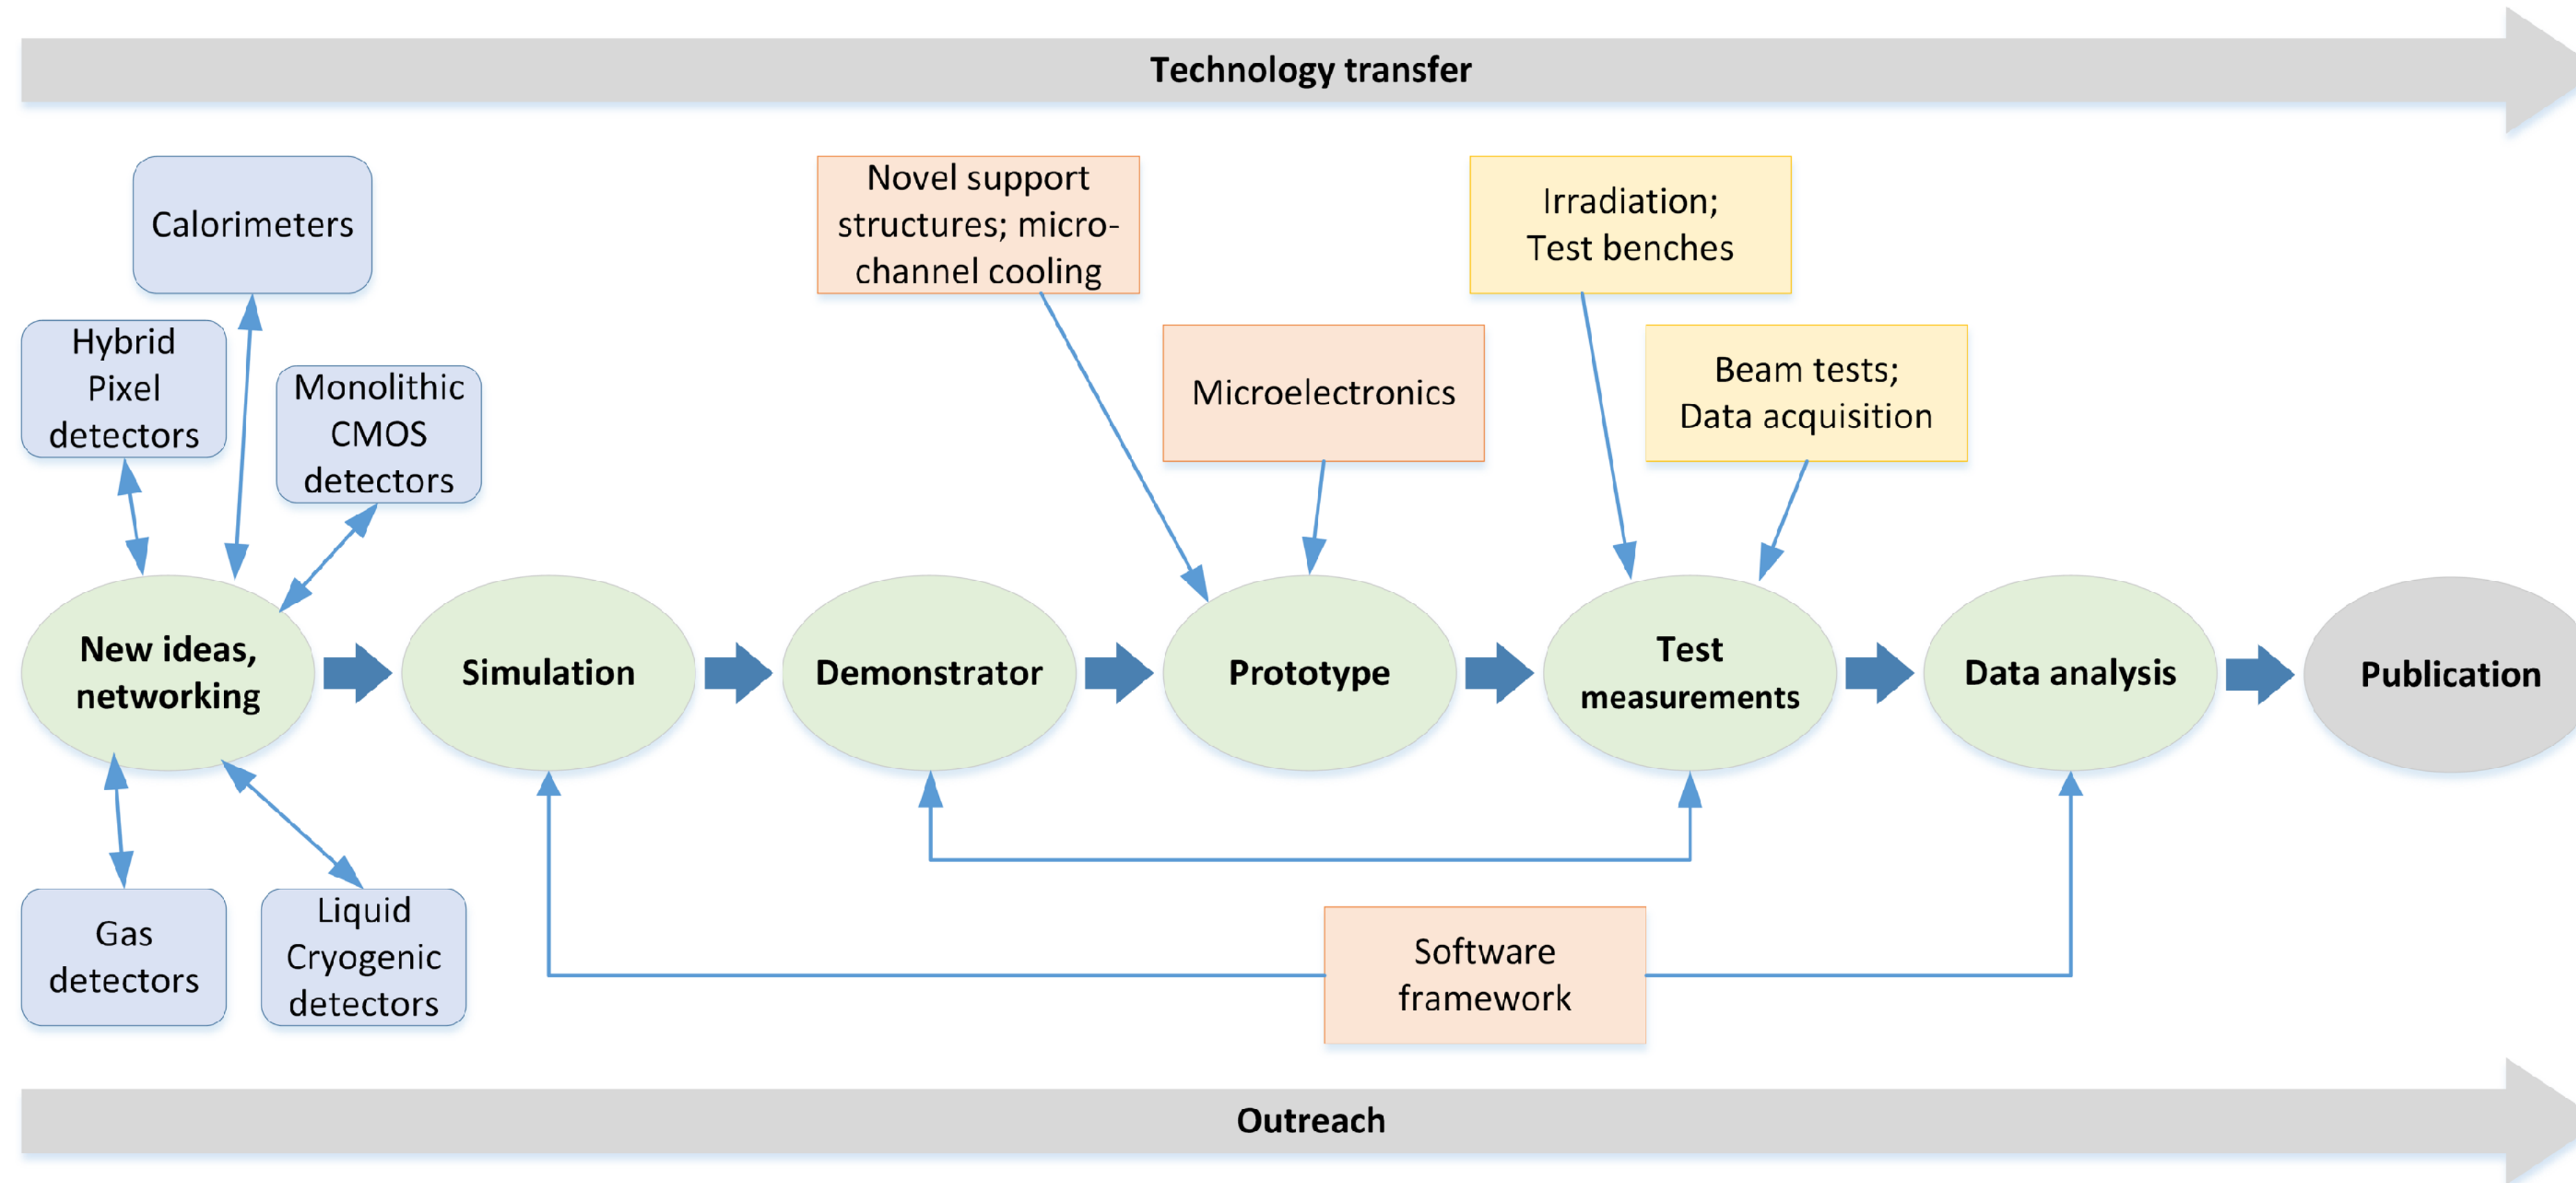 Technology transfer
Calorimeters
Hybrid
Pixel
detectors
Monolithic
CMOS
detectors
Novel support
structures; micro-
channel cooling
Microelectronics
Irradiation;
Test benches
Beam tests;
Data acquisition
New ideas,
networking
Simulation
Demonstrator
Prototype
Test
measurements
Data analysis
Publication
Gas
detectors
Liquid
Cryogenic
detectors
Software
framework
Outreach